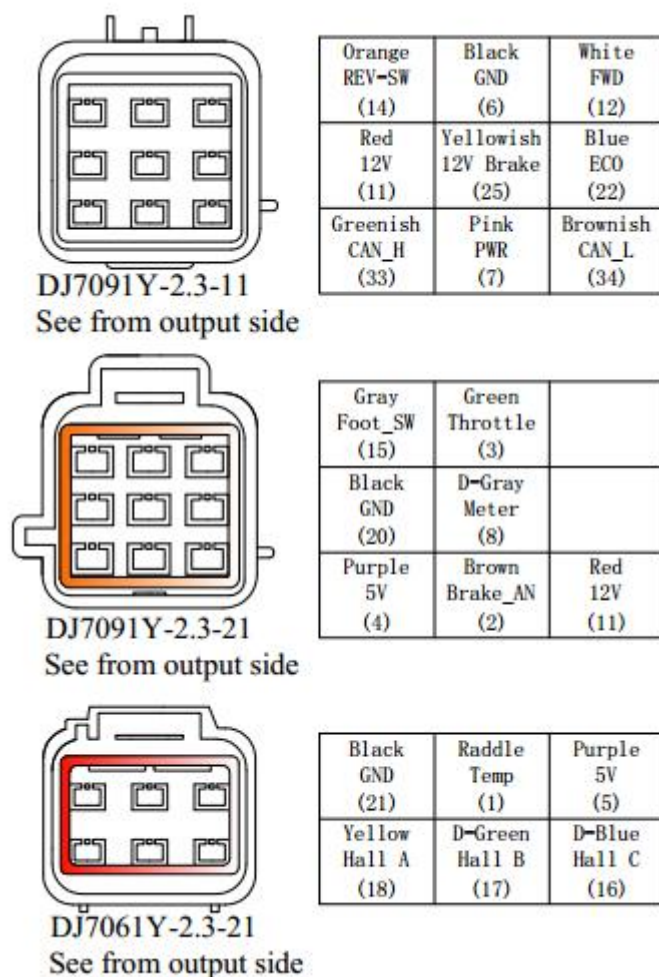 Orange Black White
REV-SW GND FWD
(14) (6) (12)
Red Yellowish Blue
12V 12V Brake ECO
(11) (25) (22)
Greenish Pink Brownish
CAN_H PWR CAN_L
(33) (7) (34)
DJ7091Y-2.3-11
See from output side
Gray Green
Foot_SW Throttle
(15) (3)
Black D-Gray
GND Meter
(20) (8)
Purple Brown Red
5V Brake_AN 12V
(4) (2) (11)
DJ7091Y-2.3-21
See from output side
Black Raddle Purple
GND Temp 5V
(21) (1) (5)
Yellow D-Green D-Blue
Hall A Hall B Hall C
(18) (17) (16)
DJ7061Y-2.3-21
See from output side